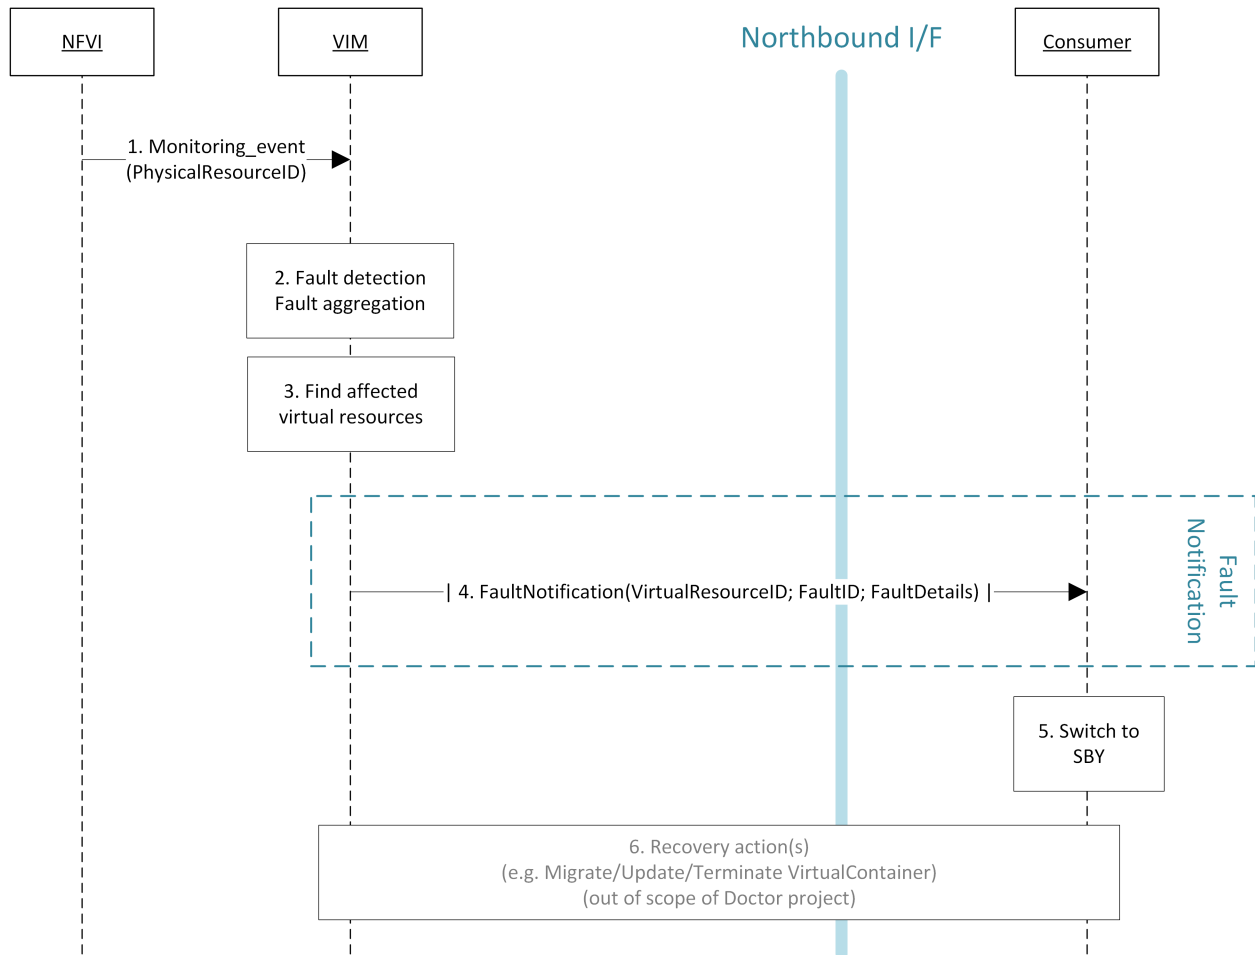 NFVI
VIM
Northbound I/F
Consumer
1. Monitoring_event
(PhysicalResourceID)
2. Fault detection
Fault aggregation
3. Find affected
virtual resources
Fault
Notification
| 4. FaultNotification(VirtualResourceID; FaultID; FaultDetails) |
5. Switch to
SBY
6. Recovery action(s)
(e.g. Migrate/Update/Terminate VirtualContainer)
(out of scope of Doctor project)